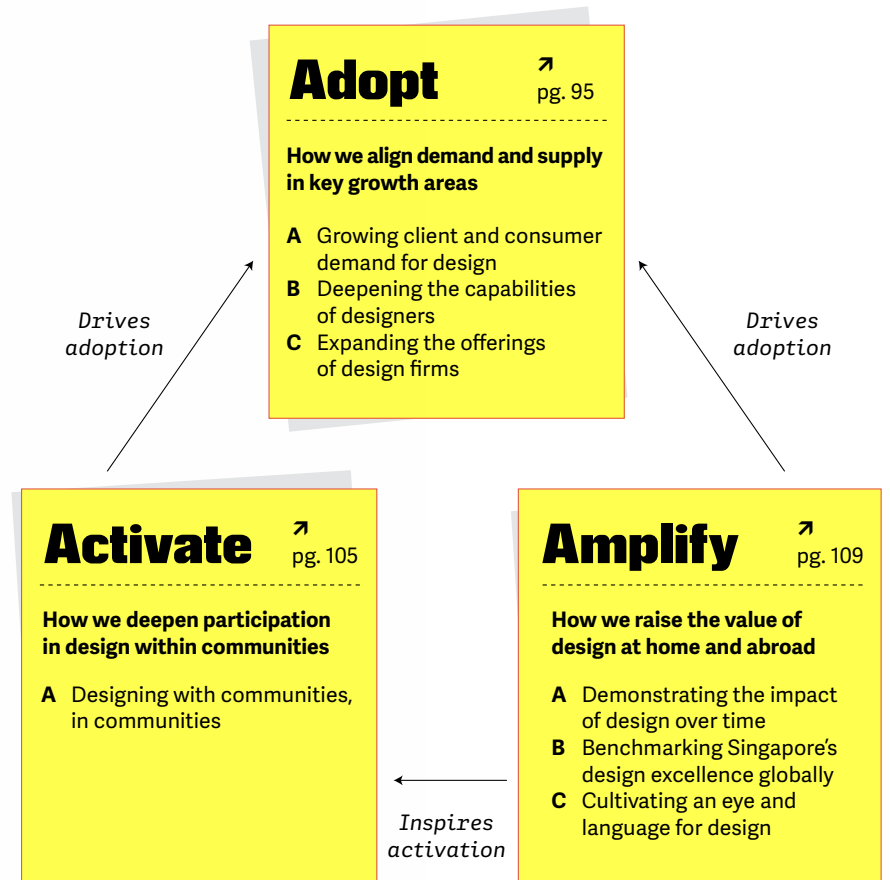 Adopt
↗
pg. 95
How we align demand and supply
in key growth areas
A Growing client and consumer
demand for design
B Deepening the capabilities
of designers
C Expanding the offerings
of design firms
Drives
adoption
Drives
adoption
Activate
↗
pg. 105
How we deepen participation
in design within communities
A Designing with communities,
in communities
Amplify
↗
pg. 109
How we raise the value of
design at home and abroad
A Demonstrating the impact
of design over time
B Benchmarking Singapore’s
design excellence globally
C Cultivating an eye and
language for design
Inspires
activation